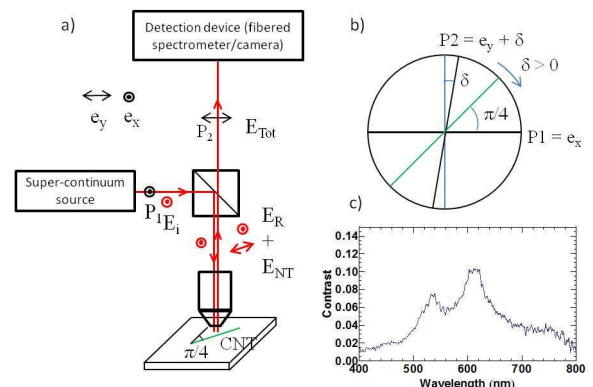 a)
Detection device (fibered
spectrometer/camera)
e_y e_x
P_2
E_Tot
Super-continuum
source
P_1 E_i
E_R
+
E_NT
CNT
π/4
b)
P2 = e_y + δ
δ > 0
δ
π/4
P1 = e_x
c)
Contrast
0.14
0.12
0.10
0.08
0.06
0.04
0.02
0.00
400 500 600 700 800
Wavelength (nm)